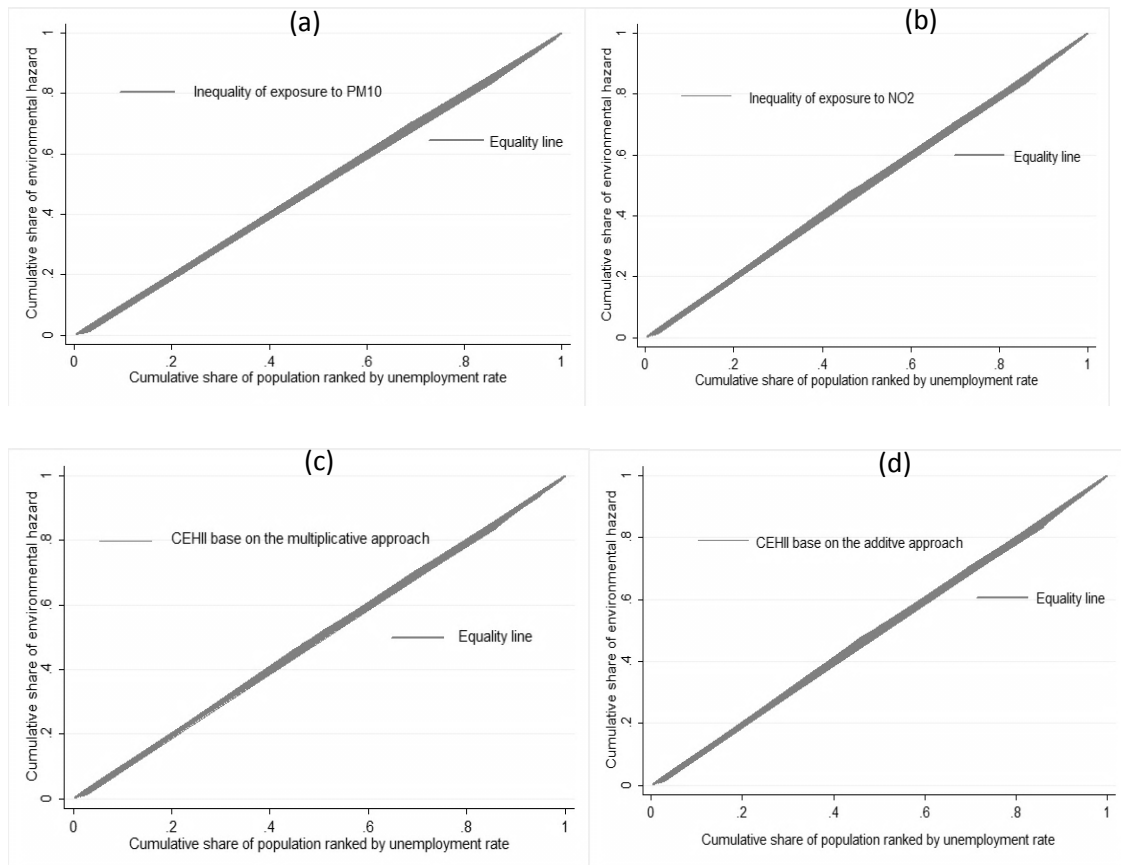 (a)
Cumulative share of environmental hazard
1
.8
.6
.4
.2
0
Inequality of exposure to PM10
Equality line
0 .2 .4 .6 .8 1
Cumulative share of population ranked by unemployment rate
(b)
Cumulative share of environmental hazard
1
.8
.6
.4
.2
0
Inequality of exposure to NO2
Equality line
0 .2 .4 .6 .8 1
Cumulative share of population ranked by unemployment rate
(c)
Cumulative share of environmental hazard
1
.8
.6
.4
.2
0
CEHII base on the multiplicative approach
Equality line
0 .2 .4 .6 .8 1
Cumulative share of population ranked by unemployment rate
(d)
Cumulative share of environmental hazard
1
.8
.6
.4
.2
0
CEHII base on the additve approach
Equality line
0 .2 .4 .6 .8 1
Cumulative share of population ranked by unemployment rate